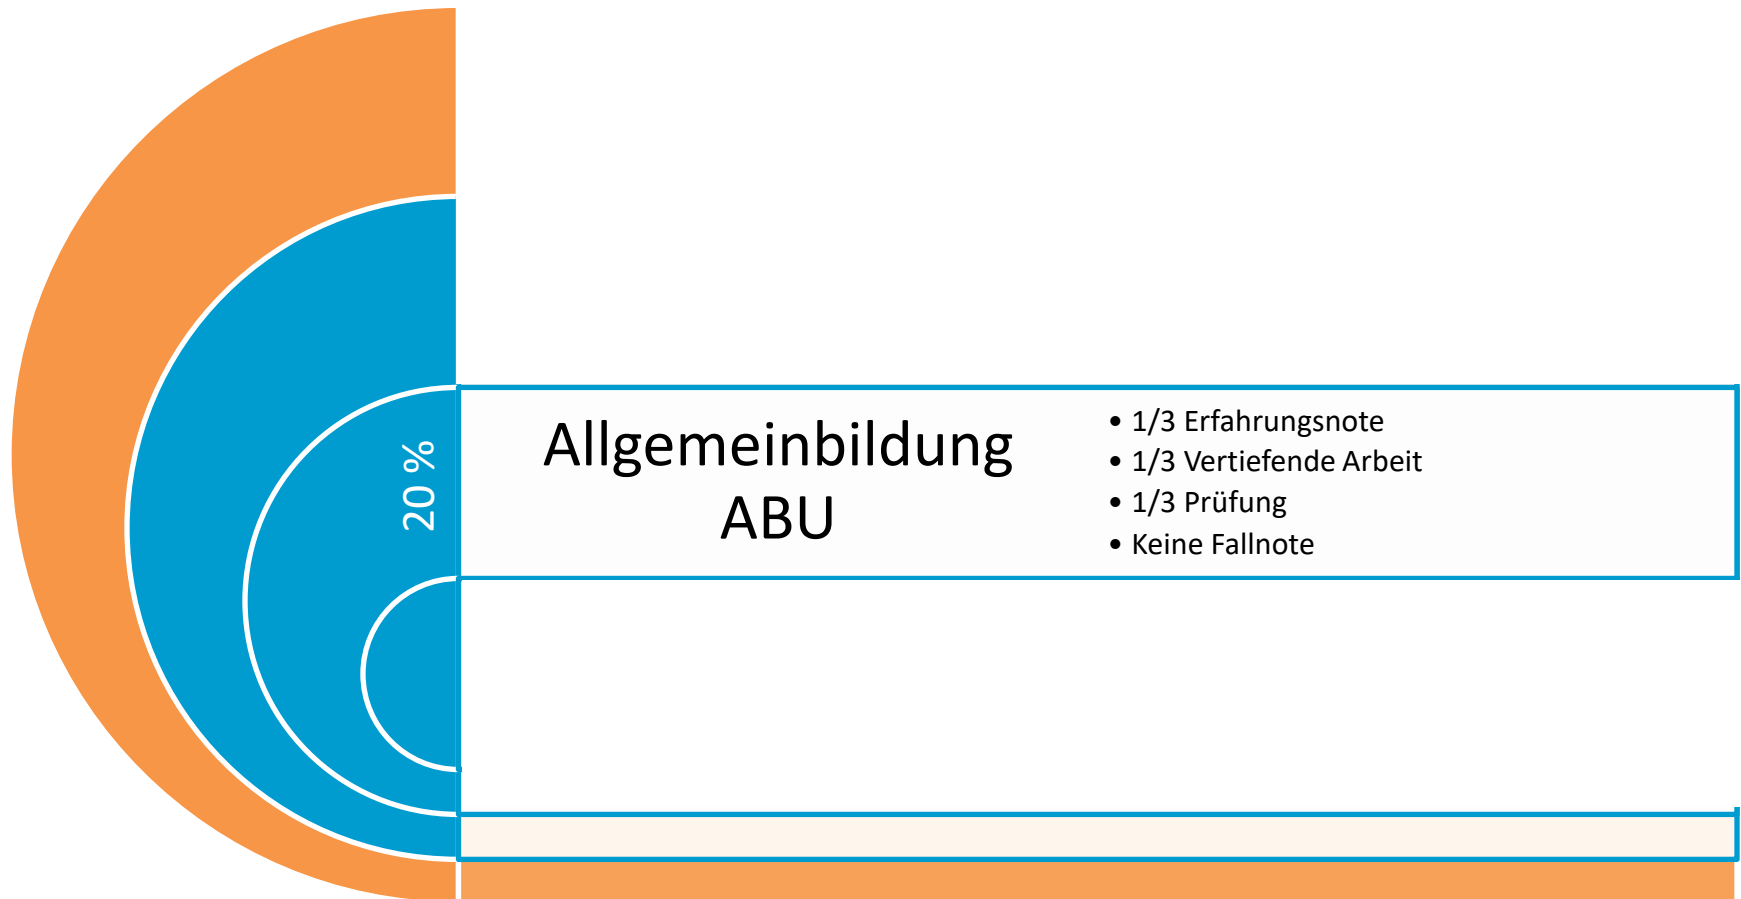 20 %
Allgemeinbildung
ABU
• 1/3 Erfahrungsnote
• 1/3 Vertiefende Arbeit
• 1/3 Prüfung
• Keine Fallnote